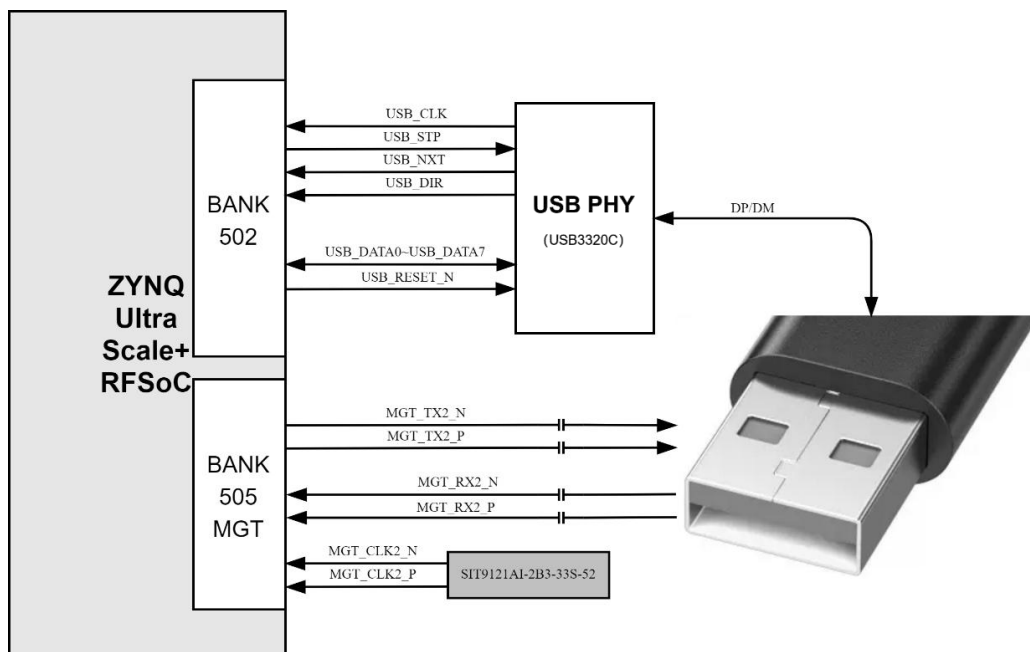 USB_CLK
USB_STP
USB_NXT
USB_DIR
BANK
502
USB PHY
(USB3320C)
DP/DM
USB_DATA0~USB_DATA7
USB_RESET_N
ZYNQ
Ultra
Scale+
RFSoC
MGT_TX2_N
MGT_TX2_P
BANK
505
MGT
MGT_RX2_N
MGT_RX2_P
MGT_CLK2_N
MGT_CLK2_P
SIT9121AI-2B3-33S-52